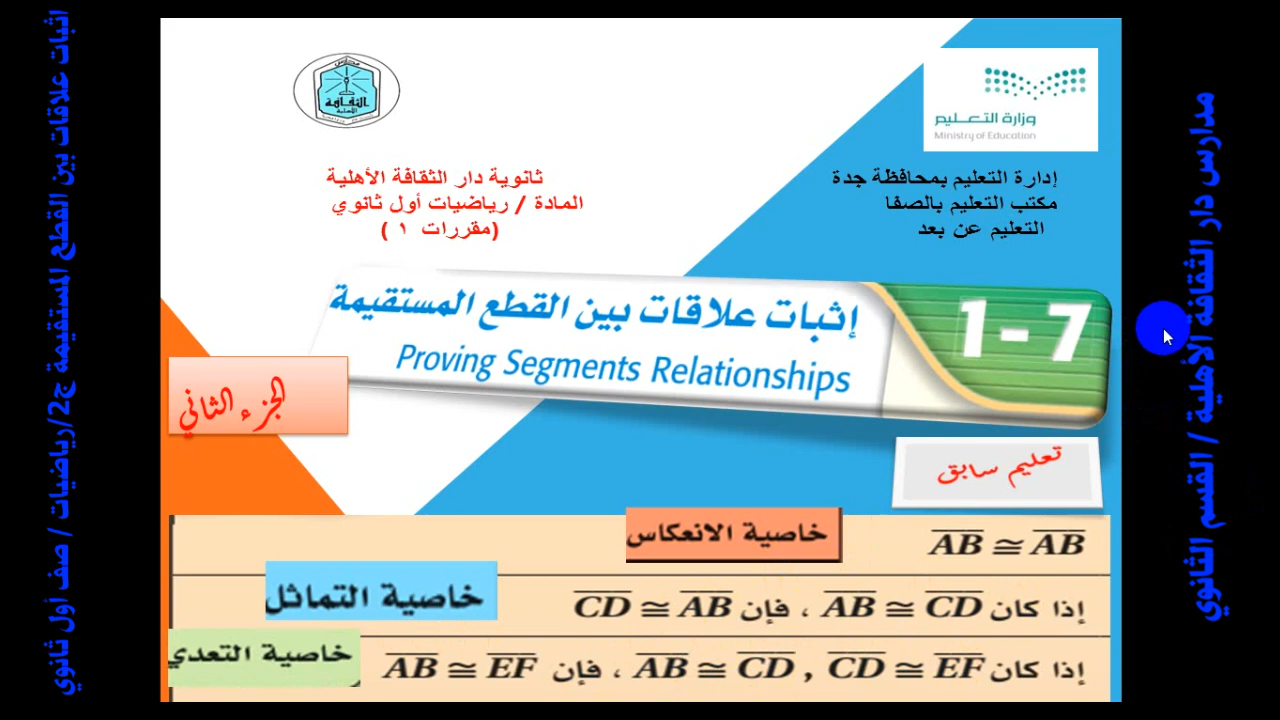 مدارس
الثقافة
الأهلية
وزارة التعليم
Ministry of Education
إدارة التعليم بمحافظة جدة
مكتب التعليم بالصفا
التعليم عن بعد
ثانوية دار الثقافة الأهلية
المادة / رياضيات أول ثانوي
(مقررات ١ )
1-7
إثبات علاقات بين القطع المستقيمة
Proving Segments Relationships
الجزء الثاني
تعليم سابق
AB ≅ AB خاصية الانعكاس
إذا كان AB ≅ CD ، فإن CD ≅ AB خاصية التماثل
إذا كان AB ≅ CD , CD ≅ EF ، فإن AB ≅ EF خاصية التعدي
مدارس دار الثقافه الأهلية / القسم الثانوي
اثبات علاقات بين القطع المستقيمة ج2/رياضيات / صف أول ثانوي